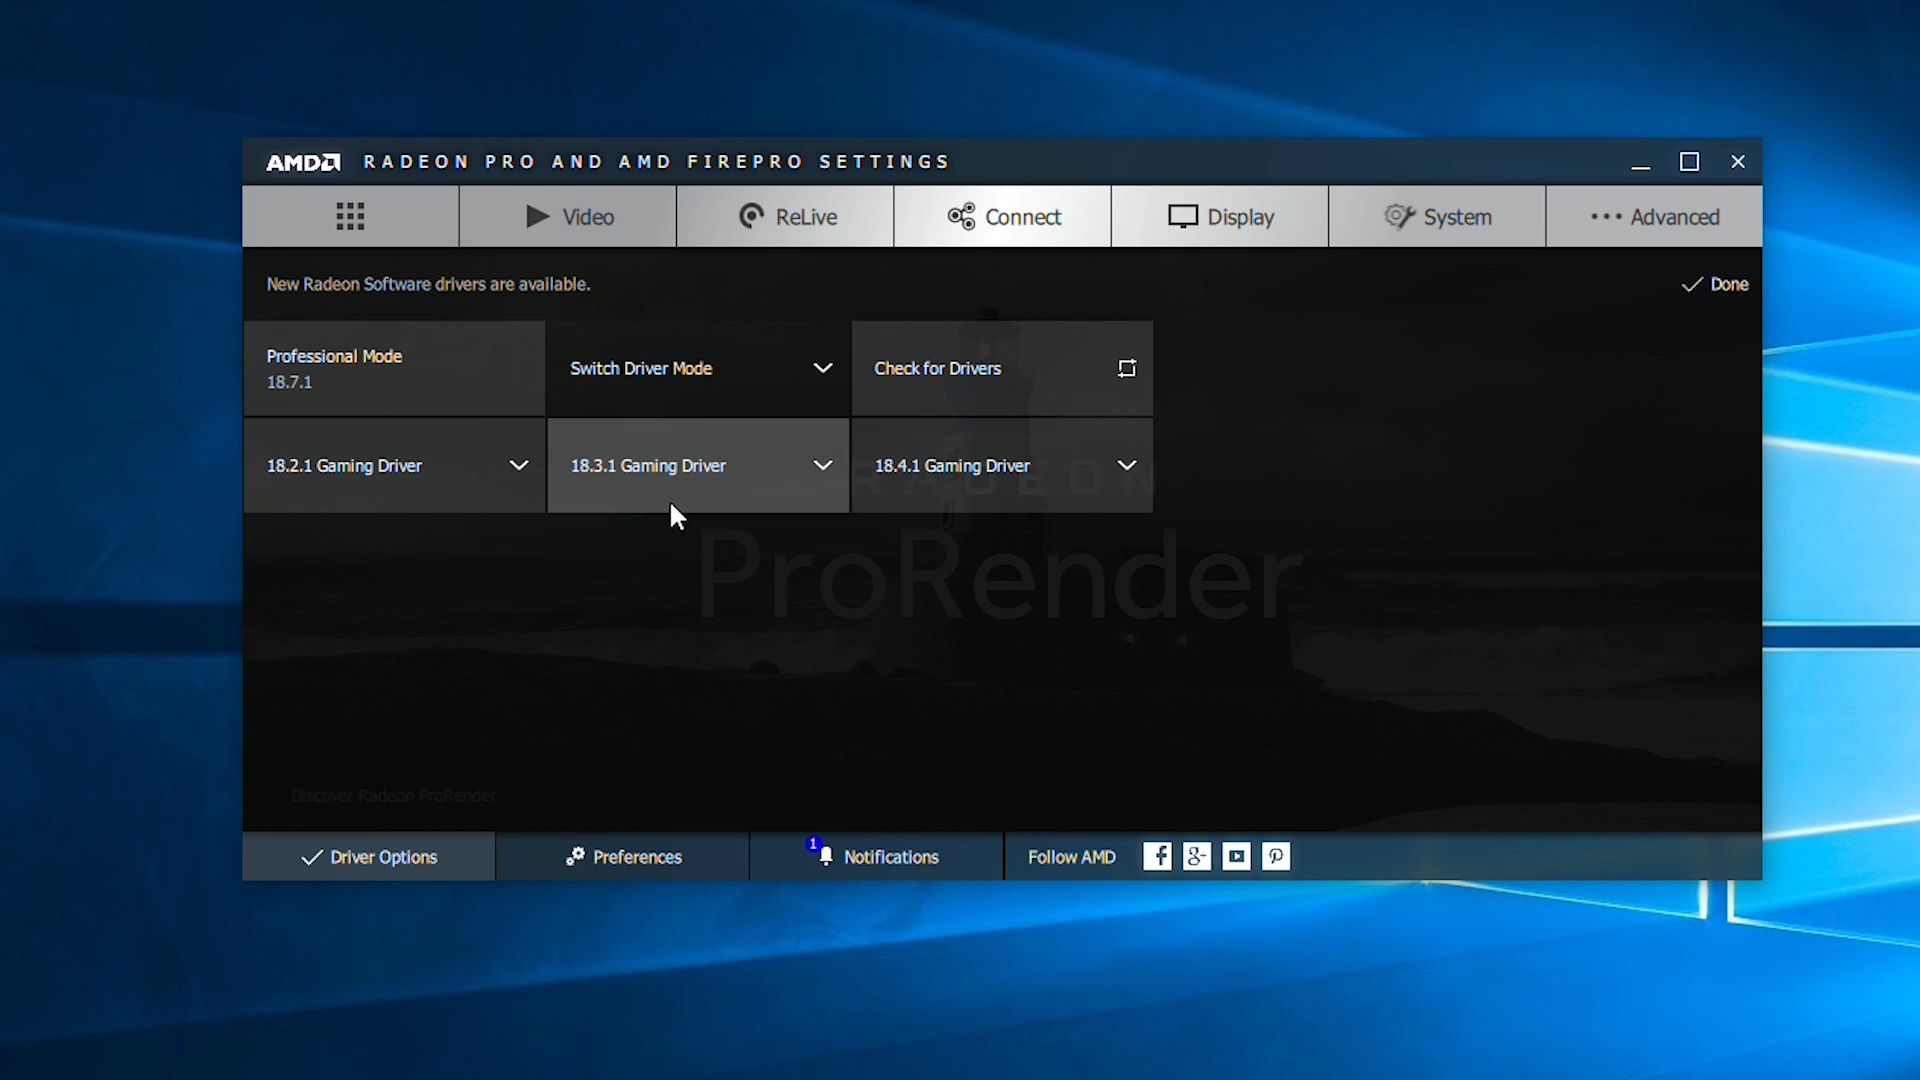 AMD RADEON PRO AND AMD FIREPRO SETTINGS
Video ReLive Connect Display System Advanced
New Radeon Software drivers are available. Done
Professional Mode
18.7.1
Switch Driver Mode
Check for Drivers
18.2.1 Gaming Driver
18.3.1 Gaming Driver
18.4.1 Gaming Driver
RADEON
ProRender
Discover Radeon ProRender
Driver Options Preferences 1 Notifications Follow AMD